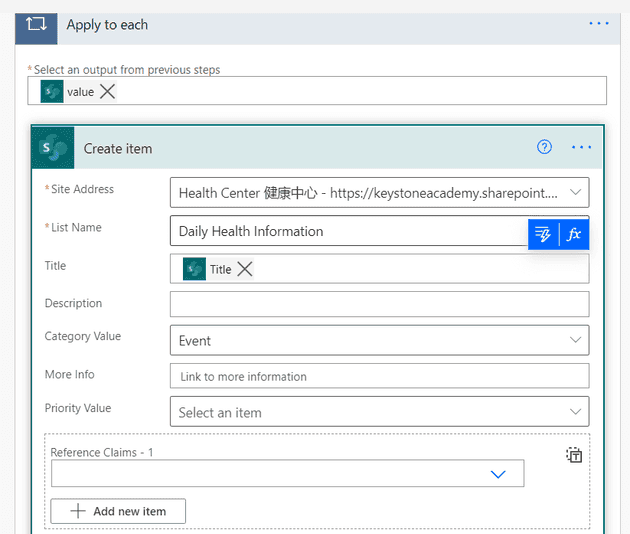 Apply to each
...
*Select an output from previous steps
value
S
Create item
...
*Site Address
Health Center 健康中心 - https://keystoneacademy.sharepoint....
*List Name
Daily Health Information
fx
Title
Title
Description
Category Value
Event
More Info
Link to more information
Priority Value
Select an item
Reference Claims - 1
T
Add new item